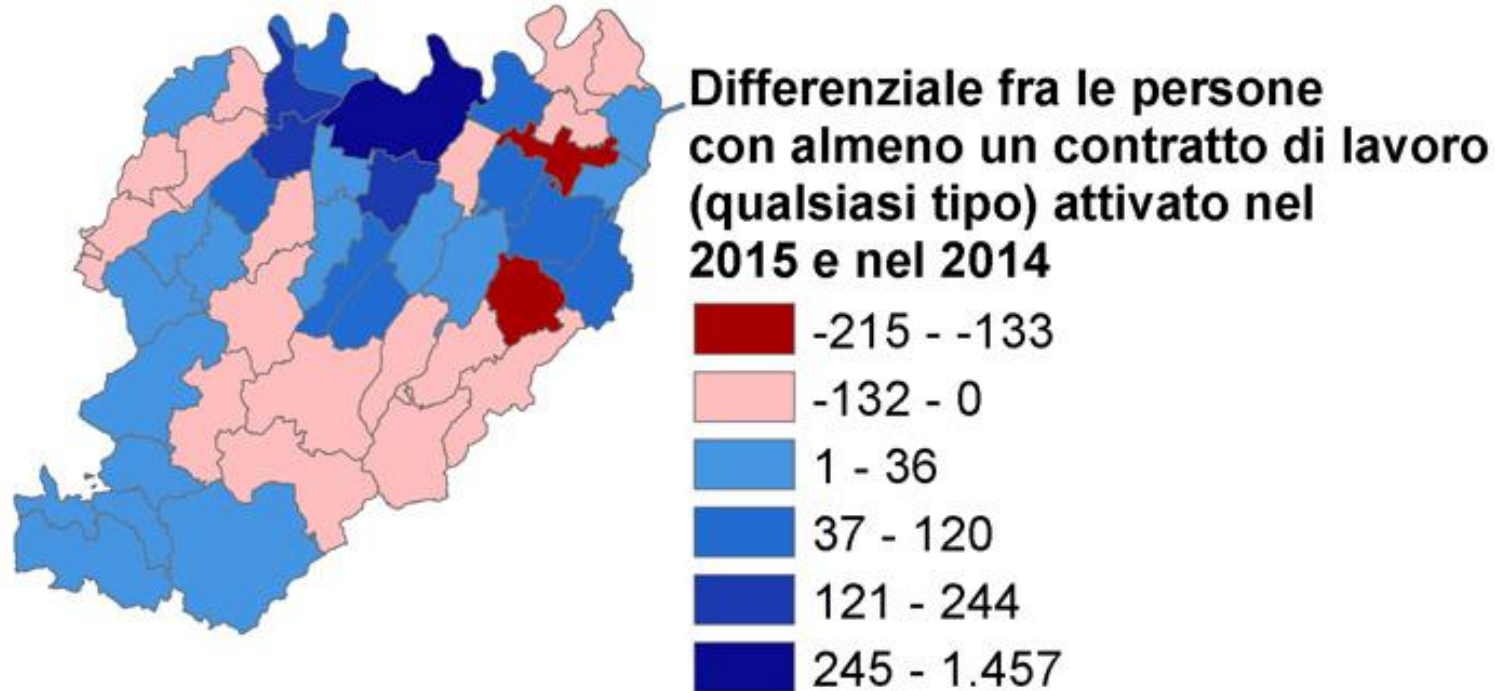 Differenziale fra le persone
con almeno un contratto di lavoro
(qualsiasi tipo) attivato nel
2015 e nel 2014
-215 - -133
-132 - 0
1 - 36
37 - 120
121 - 244
245 - 1.457